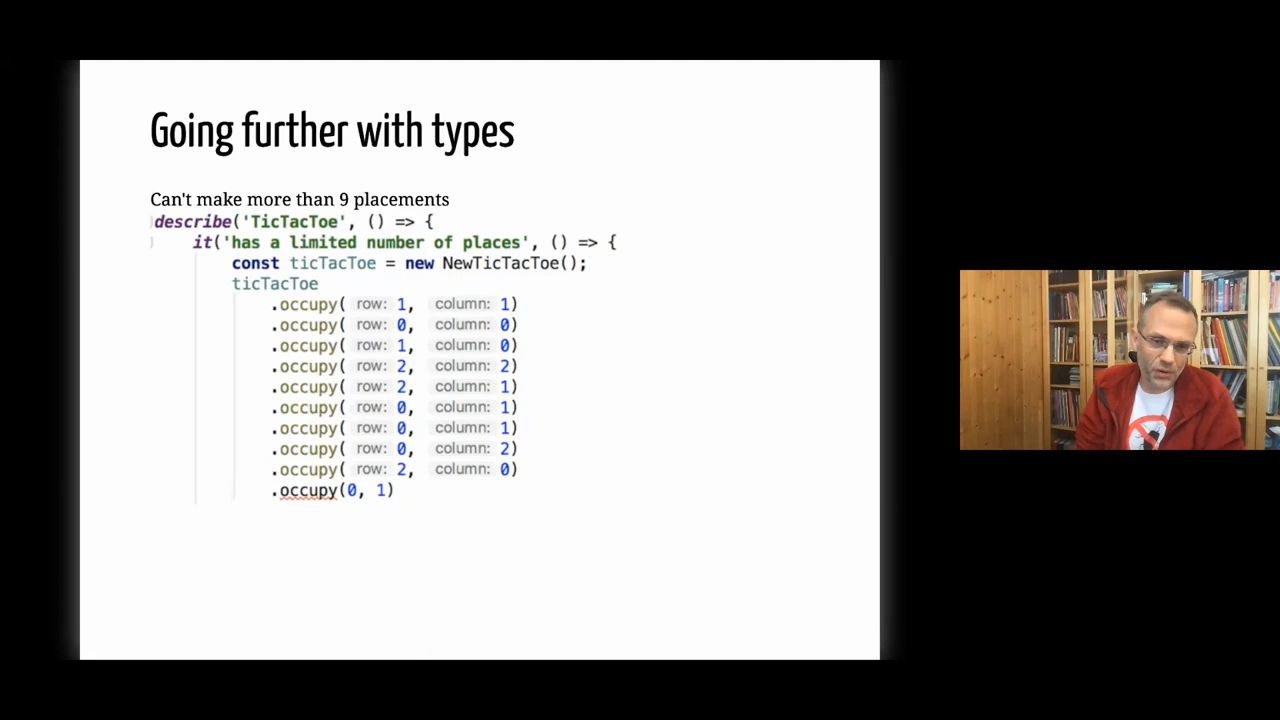 Going further with types
Can't make more than 9 placements
describe('TicTacToe', () => {
it('has a limited number of places', () => {
const ticTacToe = new NewTicTacToe();
ticTacToe
.occupy( row: 1, column: 1)
.occupy( row: 0, column: 0)
.occupy( row: 1, column: 0)
.occupy( row: 2, column: 2)
.occupy( row: 2, column: 1)
.occupy( row: 0, column: 1)
.occupy( row: 0, column: 1)
.occupy( row: 0, column: 2)
.occupy( row: 2, column: 0)
.occupy(0, 1)